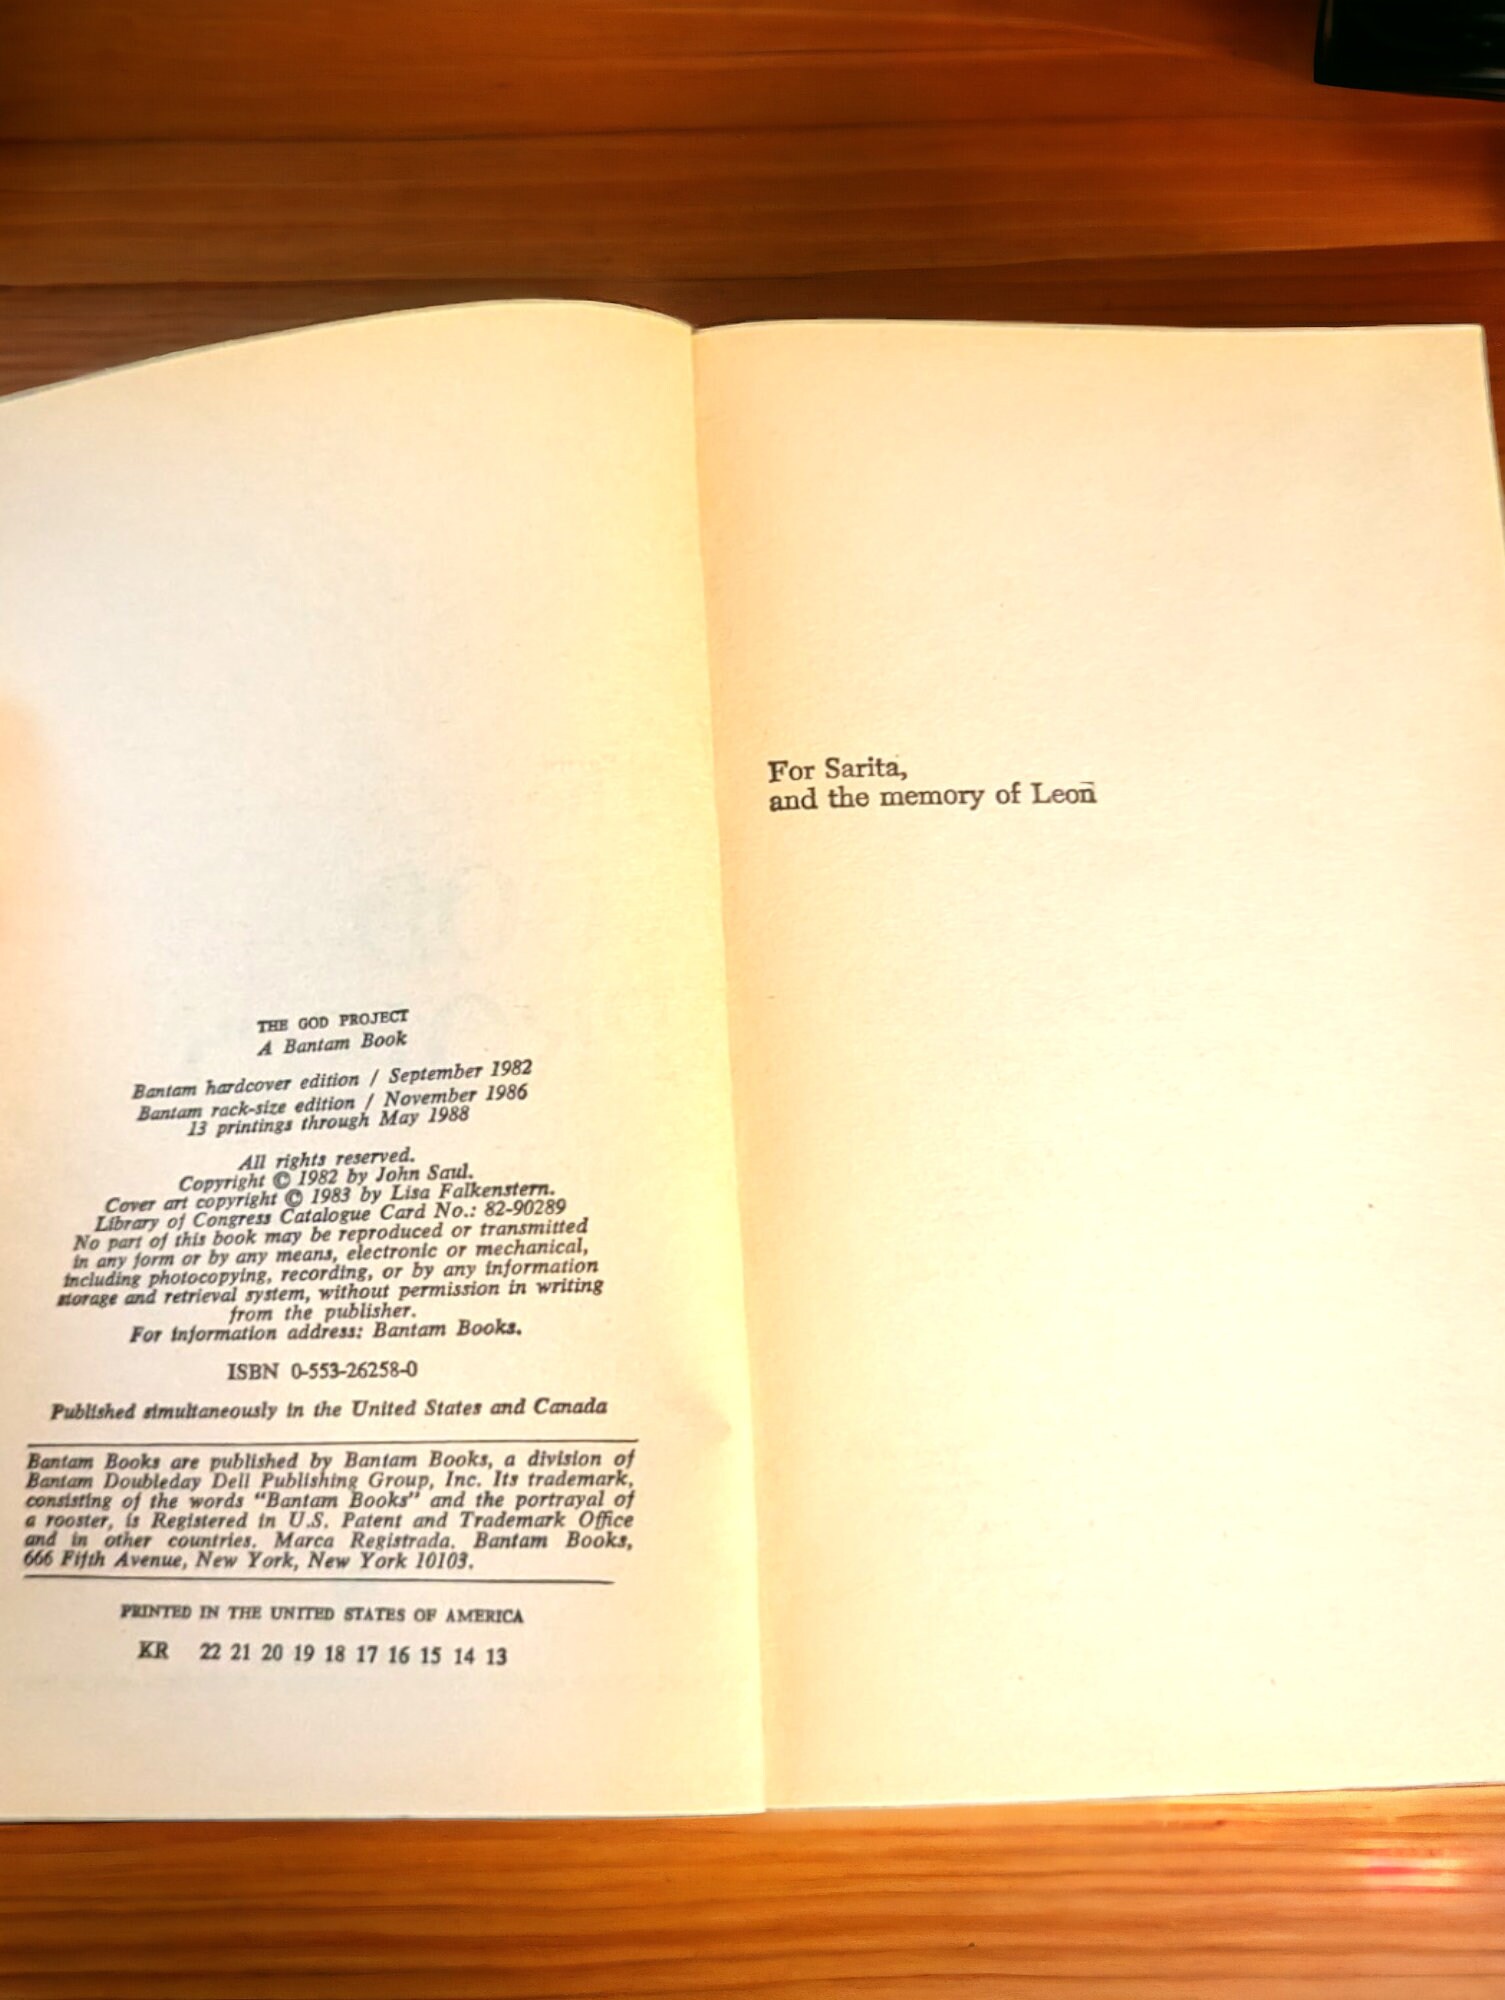 THE GOD PROJECT
A Bantam Book
Bantam hardcover edition / September 1982
Bantam rack-size edition / November 1986
13 printings through May 1988
All rights reserved.
Copyright © 1982 by John Saul.
Cover art copyright © 1983 by Lisa Falkenstern.
Library of Congress Catalogue Card No.: 82-90289
No part of this book may be reproduced or transmitted
in any form or by any means, electronic or mechanical,
including photocopying, recording, or by any information
storage and retrieval system, without permission in writing
from the publisher.
For information address: Bantam Books.
ISBN 0-553-26258-0
Published simultaneously in the United States and Canada
Bantam Books are published by Bantam Books, a division of
Bantam Doubleday Dell Publishing Group, Inc. Its trademark,
consisting of the words "Bantam Books" and the portrayal of
a rooster, is Registered in U.S. Patent and Trademark Office
and in other countries. Marca Registrada. Bantam Books,
666 Fifth Avenue, New York, New York 10103.
PRINTED IN THE UNITED STATES OF AMERICA
KR 22 21 20 19 18 17 16 15 14 13
For Sarita,
and the memory of Leon